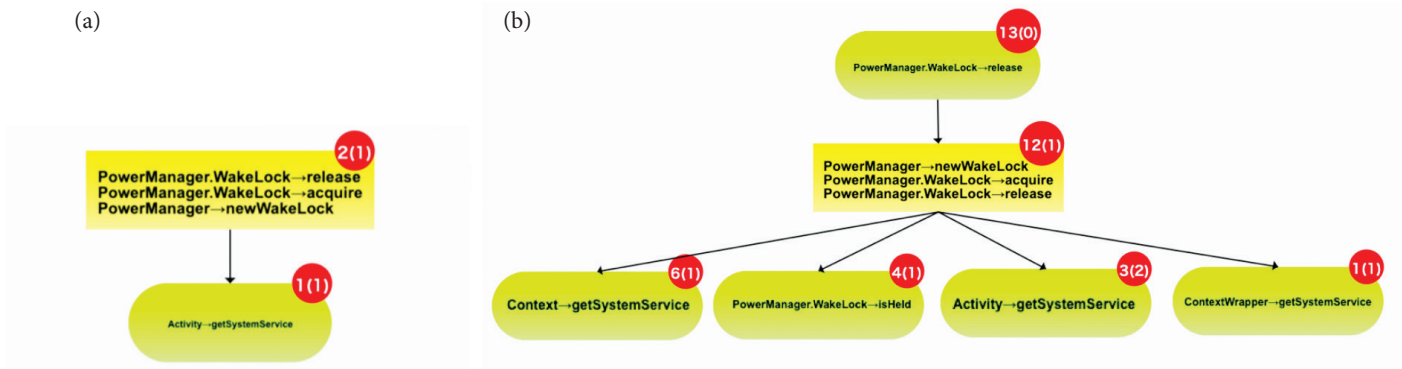 (a)
2(1)
PowerManager.WakeLock→release
PowerManager.WakeLock→acquire
PowerManager→newWakeLock
1(1)
Activity→getSystemService
(b)
13(0)
PowerManager.WakeLock→release
12(1)
PowerManager→newWakeLock
PowerManager.WakeLock→acquire
PowerManager.WakeLock→release
6(1)
Context→getSystemService
4(1)
PowerManager.WakeLock→isHeld
3(2)
Activity→getSystemService
1(1)
ContextWrapper→getSystemService